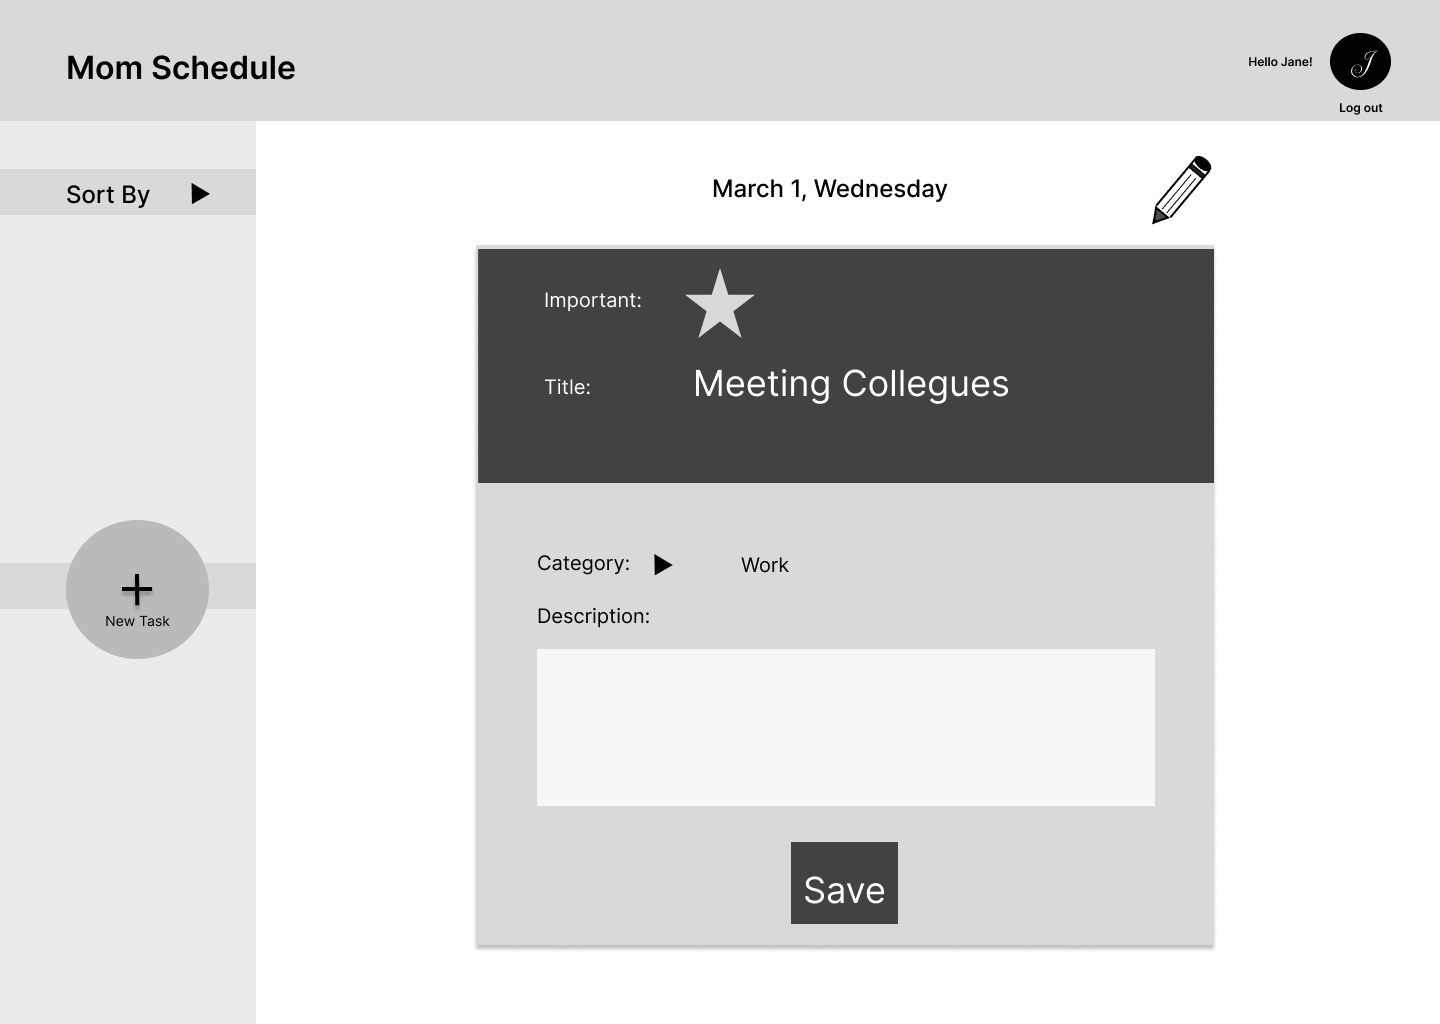 Mom Schedule
Hello Jane!
J
Log out
Sort By
March 1, Wednesday
Important:
Title:
Meeting Collegues
Category:
Work
Description:
New Task
Save